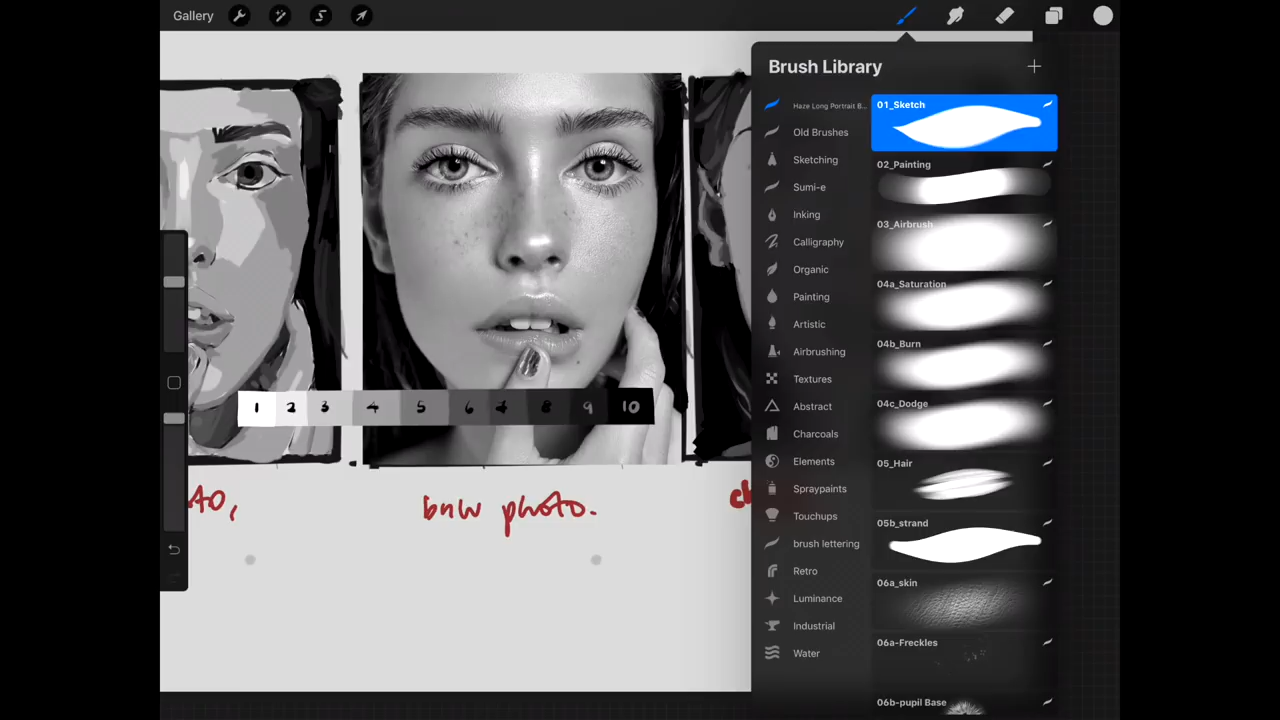 Gallery
Brush Library
Haze Long Portrait B...
Old Brushes
Sketching
Sumi-e
Inking
Calligraphy
Organic
Painting
Artistic
Airbrushing
Textures
Abstract
Charcoals
Elements
Spraypaints
Touchups
brush lettering
Retro
Luminance
Industrial
Water
01_Sketch
02_Painting
03_Airbrush
04a_Saturation
04b_Burn
04c_Dodge
05_Hair
05b_strand
06a_skin
06a-Freckles
06b-pupil Base
1 2 3 4 5 6 7 8 9 10
bnw photo.